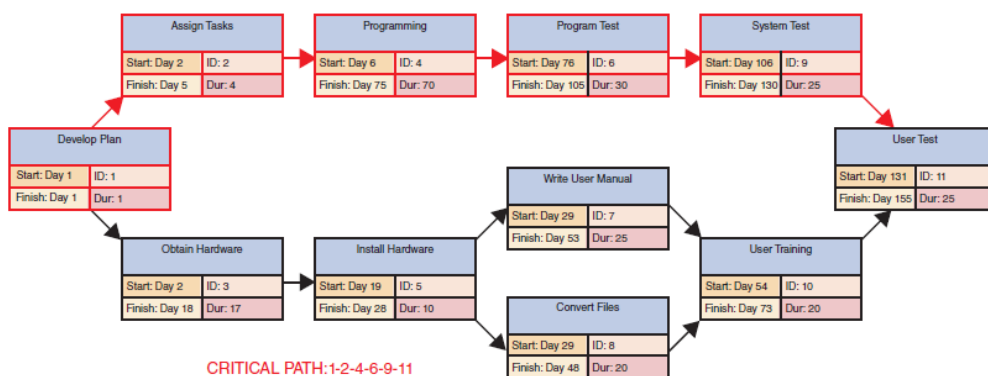 Assign Tasks
Start: Day 2 ID: 2
Finish: Day 5 Dur: 4
Programming
Start: Day 6 ID: 4
Finish: Day 75 Dur: 70
Program Test
Start: Day 76 ID: 6
Finish: Day 105 Dur: 30
System Test
Start: Day 106 ID: 9
Finish: Day 130 Dur: 25
Develop Plan
Start: Day 1 ID: 1
Finish: Day 1 Dur: 1
User Test
Start: Day 131 ID: 11
Finish: Day 155 Dur: 25
Write User Manual
Start: Day 29 ID: 7
Finish: Day 53 Dur: 25
Obtain Hardware
Start: Day 2 ID: 3
Finish: Day 18 Dur: 17
Install Hardware
Start: Day 19 ID: 5
Finish: Day 28 Dur: 10
User Training
Start: Day 54 ID: 10
Finish: Day 73 Dur: 20
Convert Files
Start: Day 29 ID: 8
Finish: Day 48 Dur: 20
CRITICAL PATH:1-2-4-6-9-11